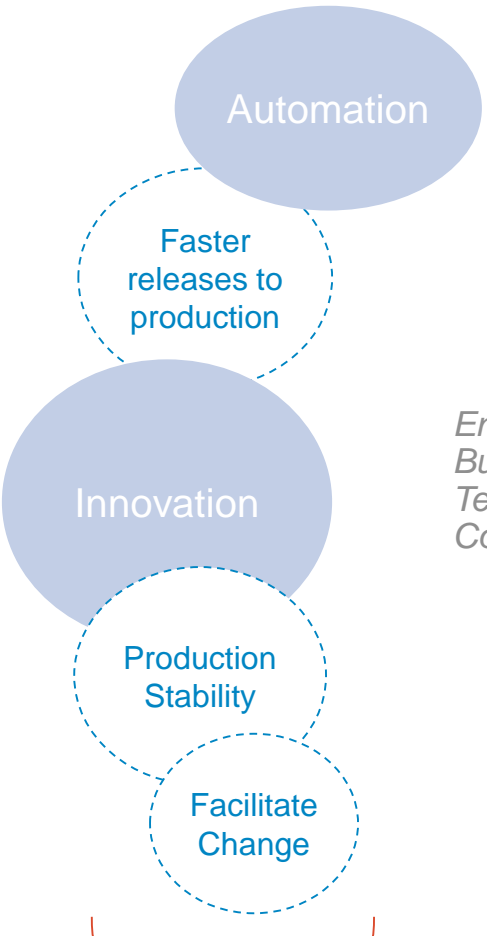 Automation
Faster
releases to
production
Innovation
Production
Stability
Facilitate
Change